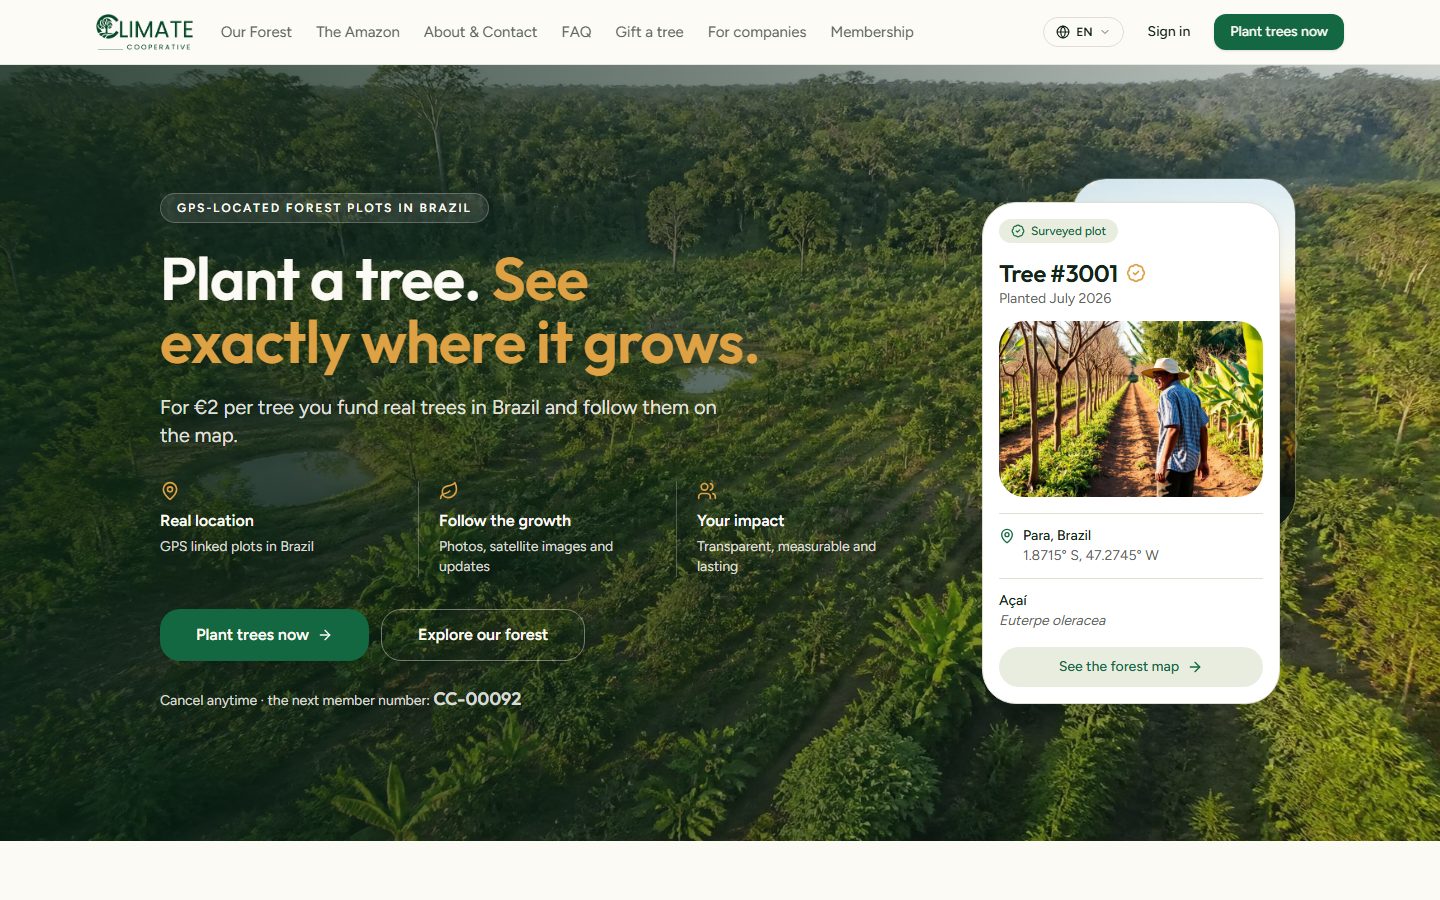 CLIMATE
COOPERATIVE
Our Forest
The Amazon
About & Contact
FAQ
Gift a tree
For companies
Membership
EN
Sign in
Plant trees now
GPS-LOCATED FOREST PLOTS IN BRAZIL
Plant a tree. See
exactly where it grows.
For €2 per tree you fund real trees in Brazil and follow them on
the map.
Real location
GPS linked plots in Brazil
Follow the growth
Photos, satellite images and
updates
Your impact
Transparent, measurable and
lasting
Plant trees now
Explore our forest
Cancel anytime · the next member number: CC-00092
Surveyed plot
Tree #3001
Planted July 2026
Para, Brazil
1.8715° S, 47.2745° W
Açaí
Euterpe oleracea
See the forest map